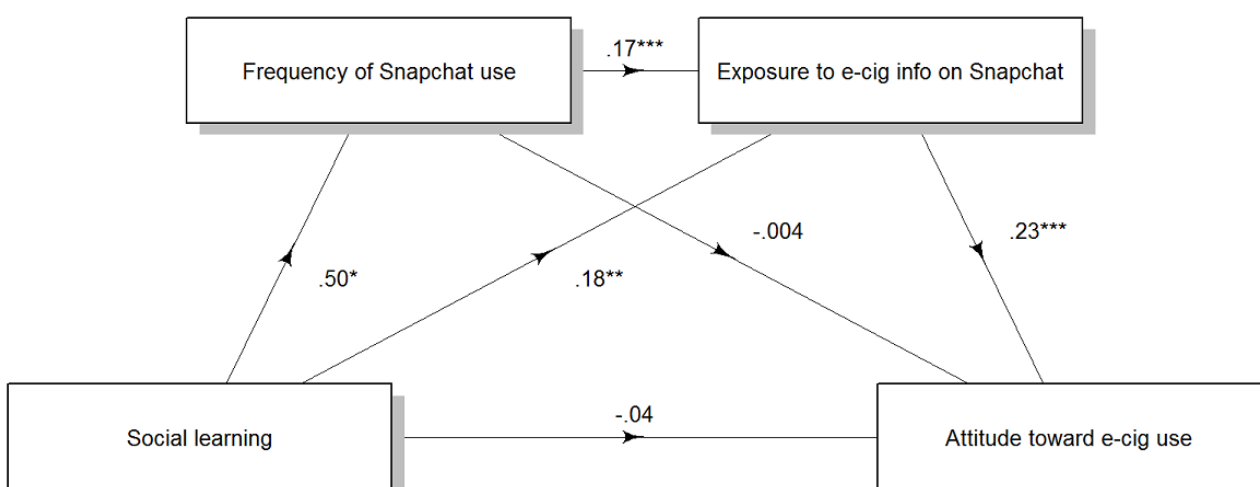 .17***
Frequency of Snapchat use
Exposure to e-cig info on Snapchat
-.004
.23***
.50*
.18**
-.04
Social learning
Attitude toward e-cig use